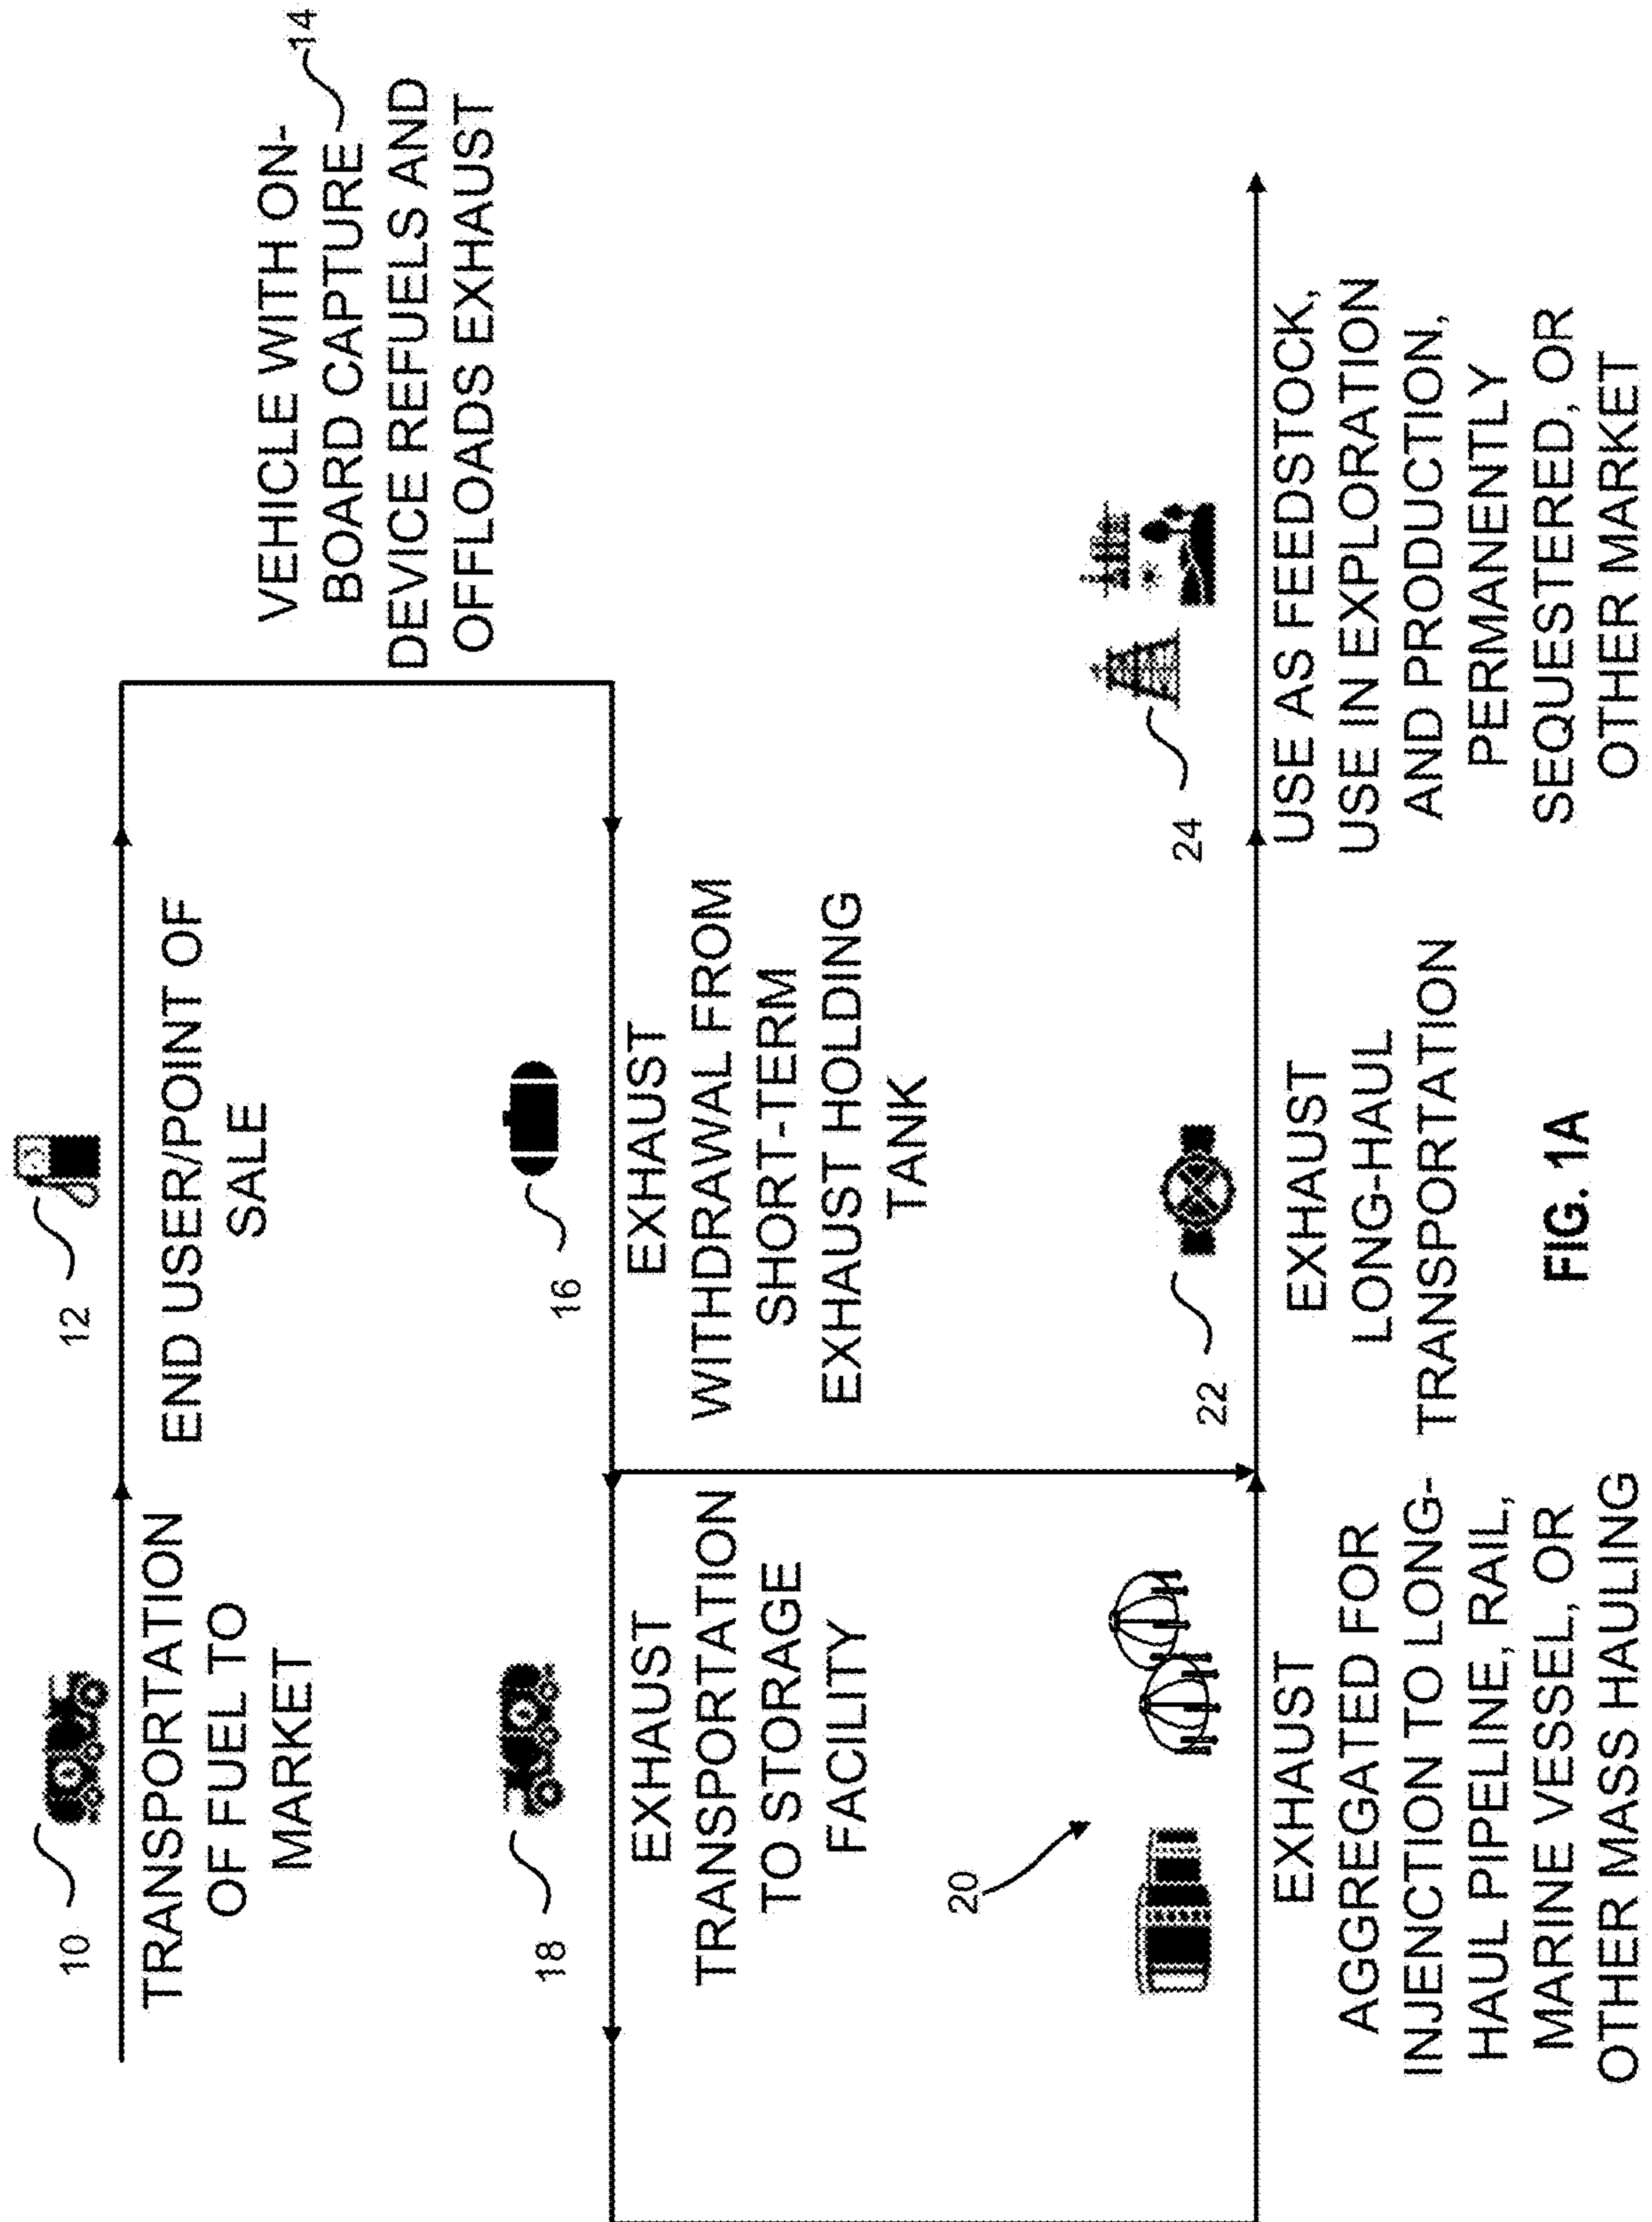 10
TRANSPORTATION
OF FUEL TO
MARKET
12
END USER/POINT OF
SALE
14
VEHICLE WITH ON-
BOARD CAPTURE
DEVICE REFUELS AND
OFFLOADS EXHAUST
18
EXHAUST
TRANSPORTATION
TO STORAGE
FACILITY
16
EXHAUST
WITHDRAWAL FROM
SHORT-TERM
EXHAUST HOLDING
TANK
20
EXHAUST
AGGREGATED FOR
INJENCTION TO LONG-
HAUL PIPELINE, RAIL,
MARINE VESSEL, OR
OTHER MASS HAULING
22
EXHAUST
LONG-HAUL
TRANSPORTATION
24
USE AS FEEDSTOCK,
USE IN EXPLORATION
AND PRODUCTION,
PERMANENTLY
SEQUESTERED, OR
OTHER MARKET
FIG. 1A